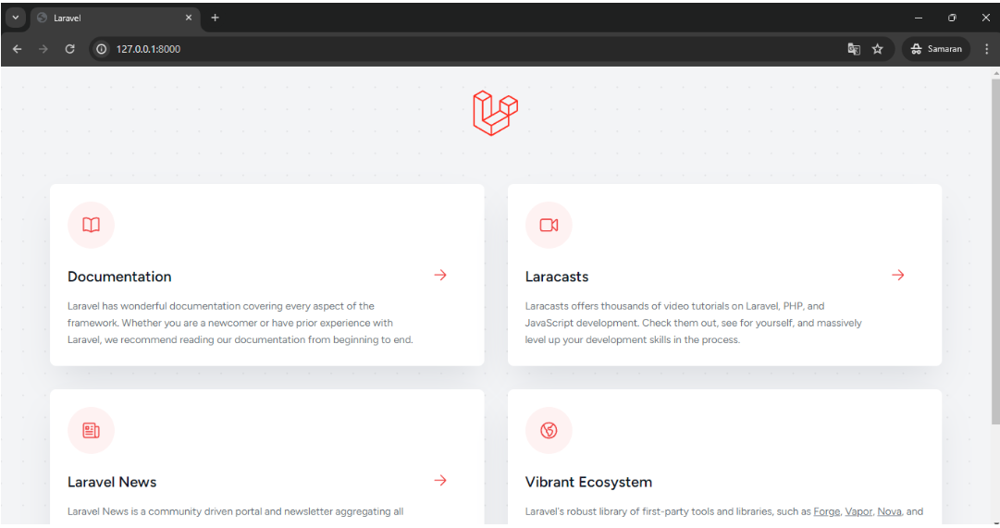 Laravel
127.0.0.1:8000
Samaran
Documentation
Laravel has wonderful documentation covering every aspect of the
framework. Whether you are a newcomer or have prior experience with
Laravel, we recommend reading our documentation from beginning to end.
Laracasts
Laracasts offers thousands of video tutorials on Laravel, PHP, and
JavaScript development. Check them out, see for yourself, and massively
level up your development skills in the process.
Laravel News
Laravel News is a community driven portal and newsletter aggregating all
Vibrant Ecosystem
Laravel's robust library of first-party tools and libraries, such as Forge, Vapor, Nova, and